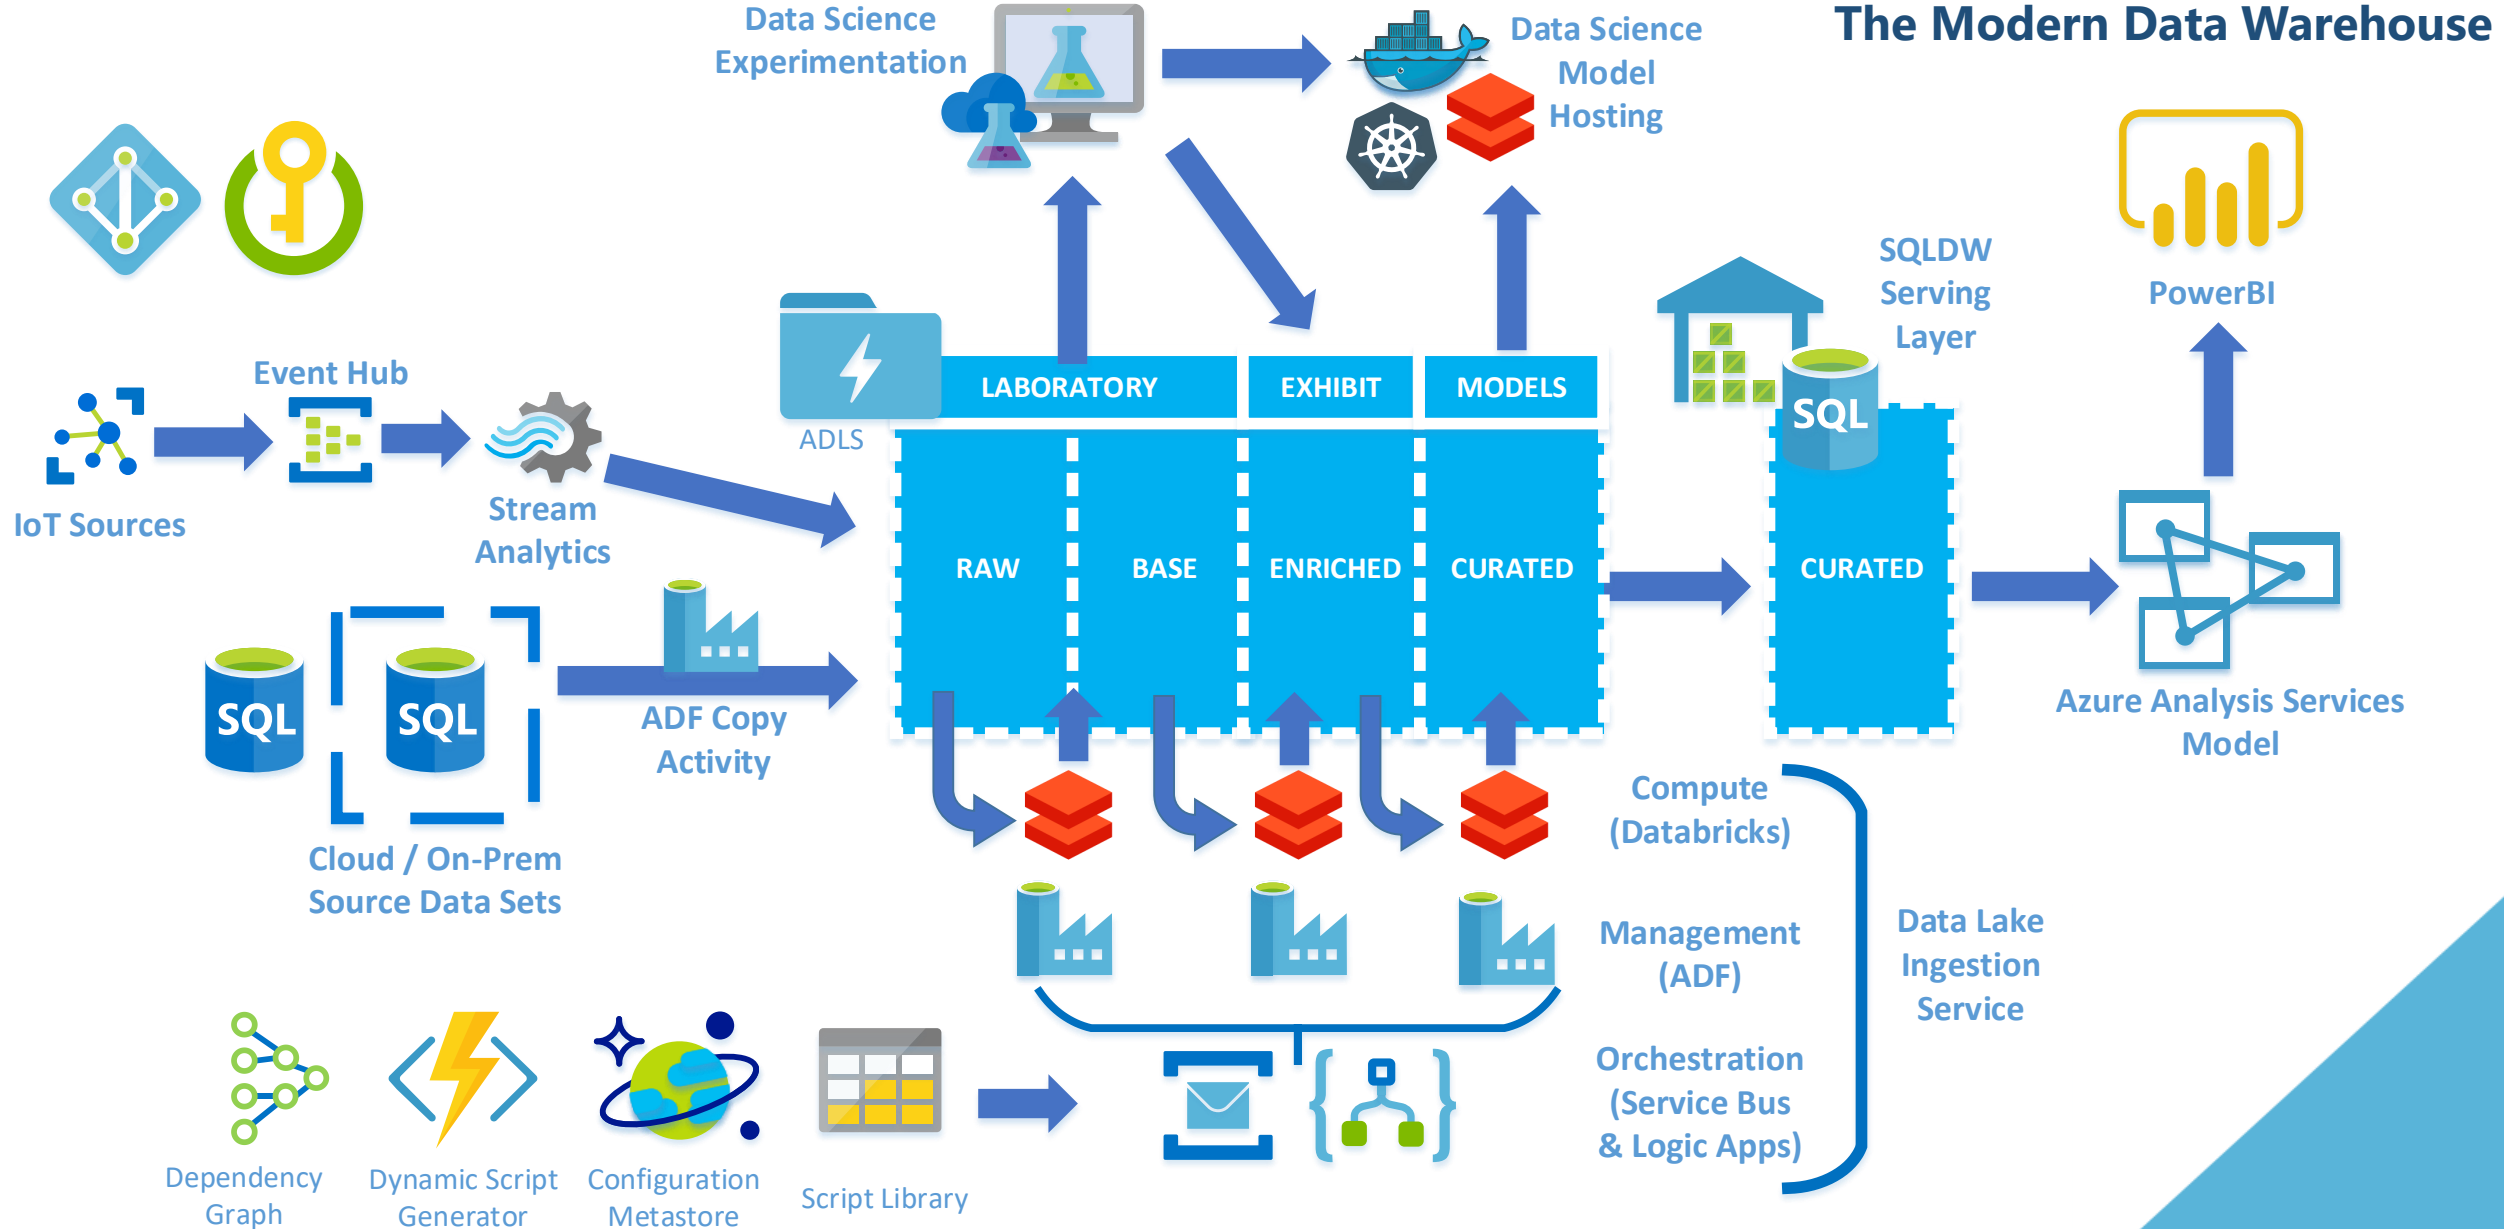 The Modern Data Warehouse
Data Science
Experimentation
Data Science
Model
Hosting
SQLDW
Serving
Layer
PowerBI
Event Hub
IoT Sources
Stream
Analytics
ADLS
LABORATORY
EXHIBIT
MODELS
RAW
BASE
ENRICHED
CURATED
SQL
CURATED
SQL
SQL
Cloud / On-Prem
Source Data Sets
ADF Copy
Activity
Azure Analysis Services
Model
Compute
(Databricks)
Management
(ADF)
Orchestration
(Service Bus
& Logic Apps)
Data Lake
Ingestion
Service
Dependency
Graph
Dynamic Script
Generator
Configuration
Metastore
Script Library